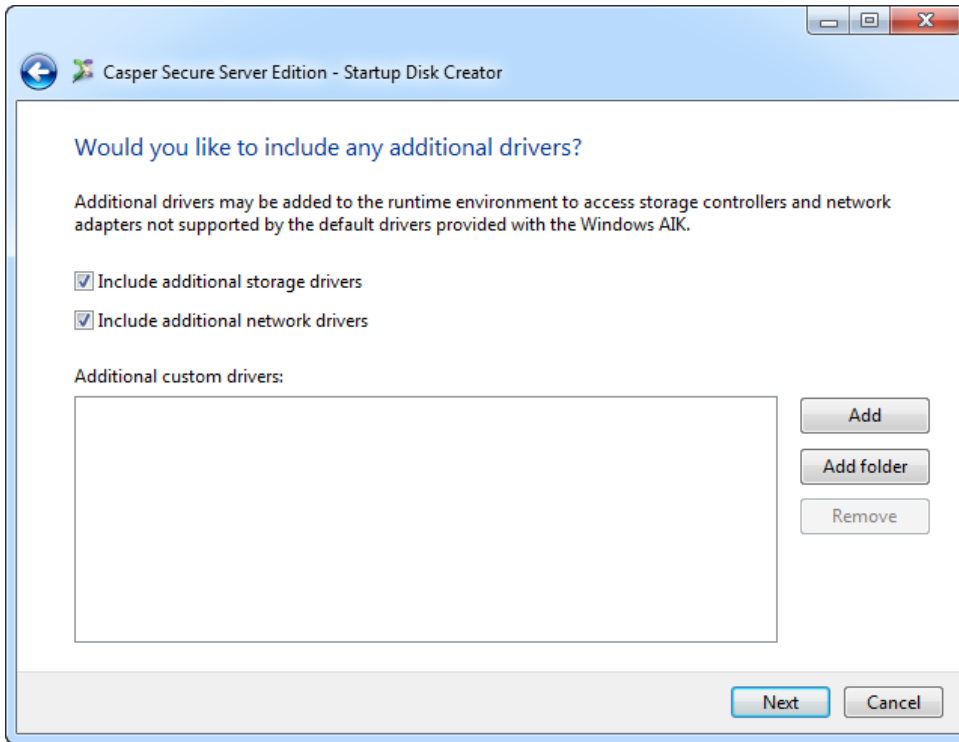 Casper Secure Server Edition - Startup Disk Creator
Would you like to include any additional drivers?
Additional drivers may be added to the runtime environment to access storage controllers and network
adapters not supported by the default drivers provided with the Windows AIK.
Include additional storage drivers
Include additional network drivers
Additional custom drivers:
Add
Add folder
Remove
Next
Cancel